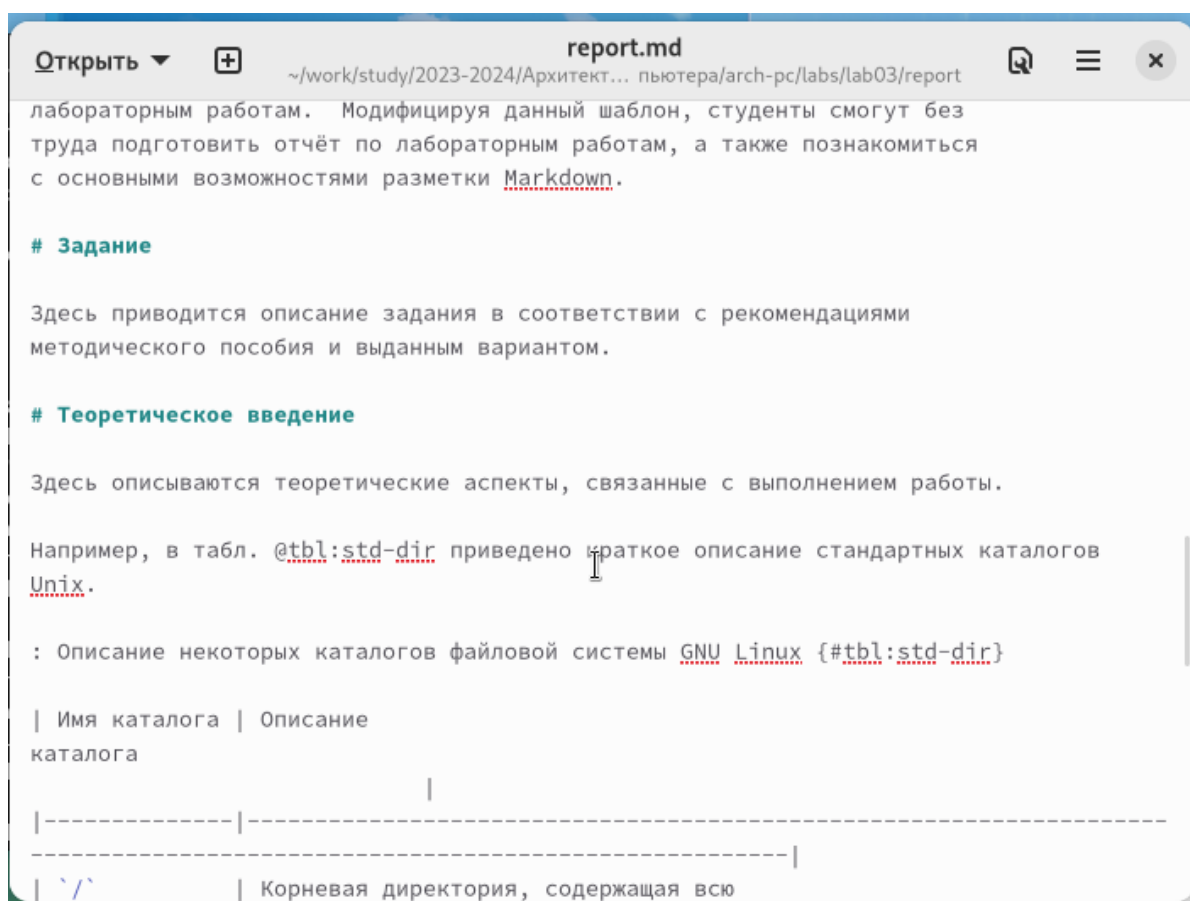 Открыть
report.md
~/work/study/2023-2024/Архитект… пьютера/arch-pc/labs/lab03/report
лабораторным работам.  Модифицируя данный шаблон, студенты смогут без
труда подготовить отчёт по лабораторным работам, а также познакомиться
с основными возможностями разметки Markdown.
# Задание
Здесь приводится описание задания в соответствии с рекомендациями
методического пособия и выданным вариантом.
# Теоретическое введение
Здесь описываются теоретические аспекты, связанные с выполнением работы.
Например, в табл. @tbl:std-dir приведено краткое описание стандартных каталогов
Unix.
: Описание некоторых каталогов файловой системы GNU Linux {#tbl:std-dir}
| Имя каталога | Описание
каталога
|
|--------------|--------------------------------------------------------------------
--------------------------------------------------------|
| `/`          | Корневая директория, содержащая всю